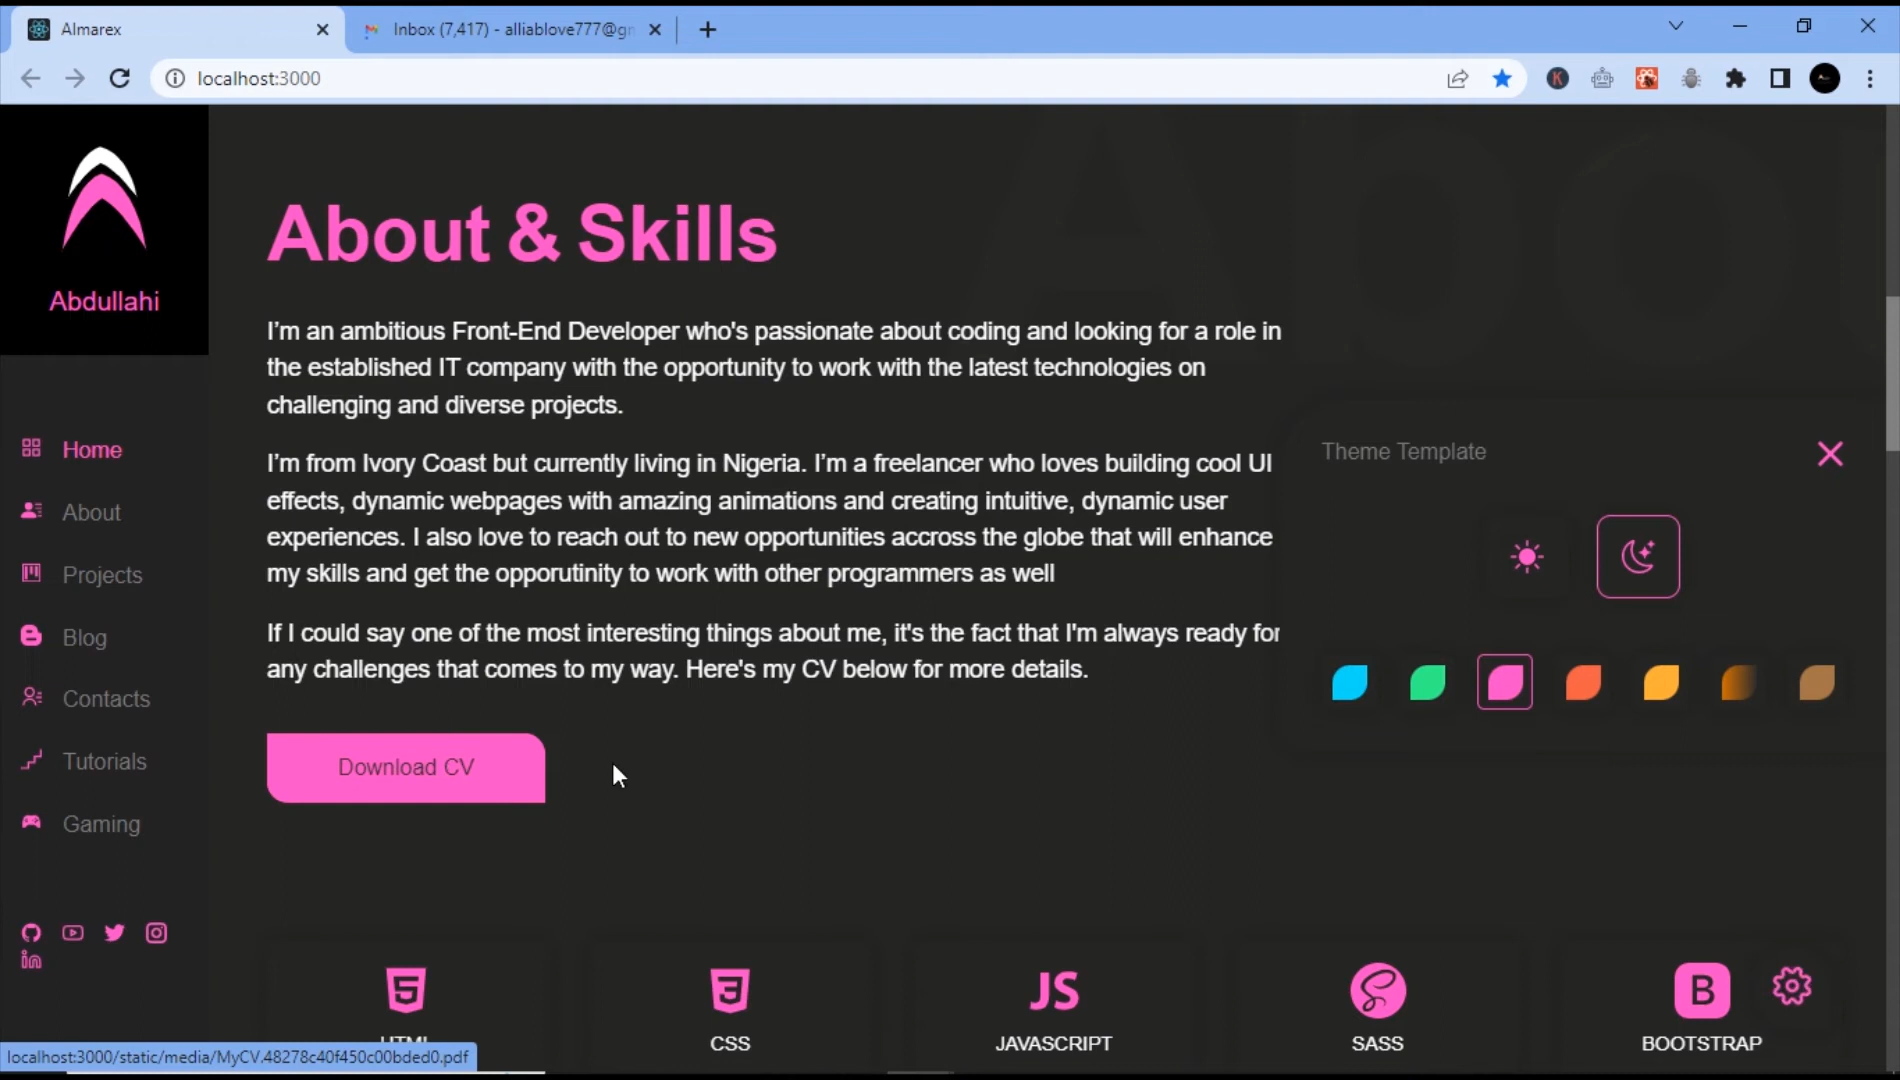 Almarex
Inbox (7,417) - alliablove777@gm
localhost:3000
Abou
Abdullahi
Home
About
Projects
Blog
Contacts
Tutorials
Gaming
About & Skills
I'm an ambitious Front-End Developer who's passionate about coding and looking for a role in
the established IT company with the opportunity to work with the latest technologies on
challenging and diverse projects.
I'm from Ivory Coast but currently living in Nigeria. I'm a freelancer who loves building cool UI
effects, dynamic webpages with amazing animations and creating intuitive, dynamic user
experiences. I also love to reach out to new opportunities accross the globe that will enhance
my skills and get the opporutinity to work with other programmers as well
If I could say one of the most interesting things about me, it's the fact that I'm always ready for
any challenges that comes to my way. Here's my CV below for more details.
Download CV
Theme Template
5
3
JS
B
HTML
CSS
JAVASCRIPT
SASS
BOOTSTRAP
localhost:3000/static/media/MyCV.48278c40f450c00bded0.pdf